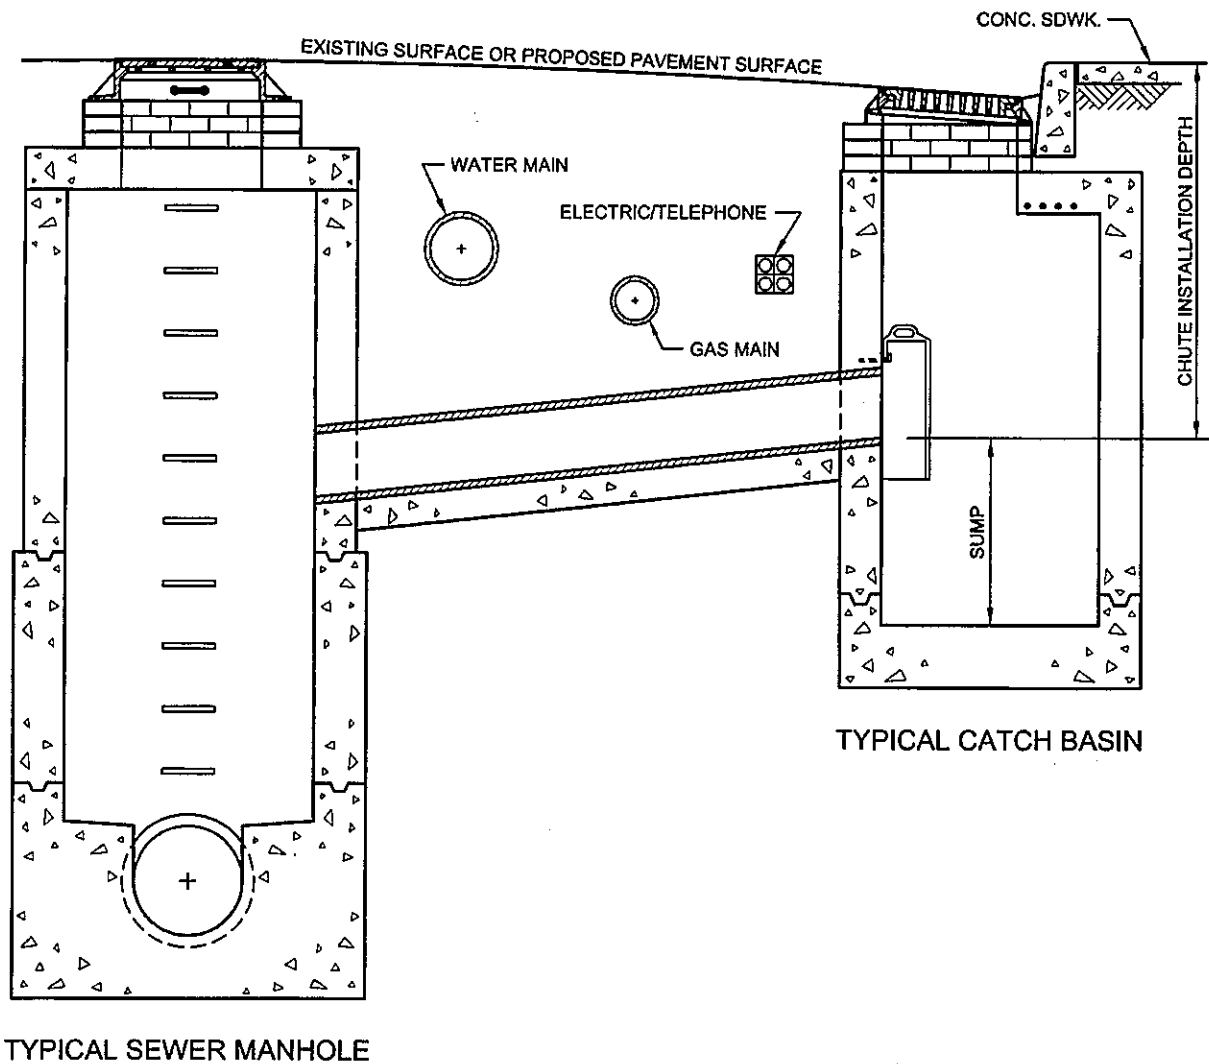 CONC. SDWK.
EXISTING SURFACE OR PROPOSED PAVEMENT SURFACE
WATER MAIN
ELECTRIC/TELEPHONE
GAS MAIN
CHUTE INSTALLATION DEPTH
SUMP
TYPICAL CATCH BASIN
TYPICAL SEWER MANHOLE